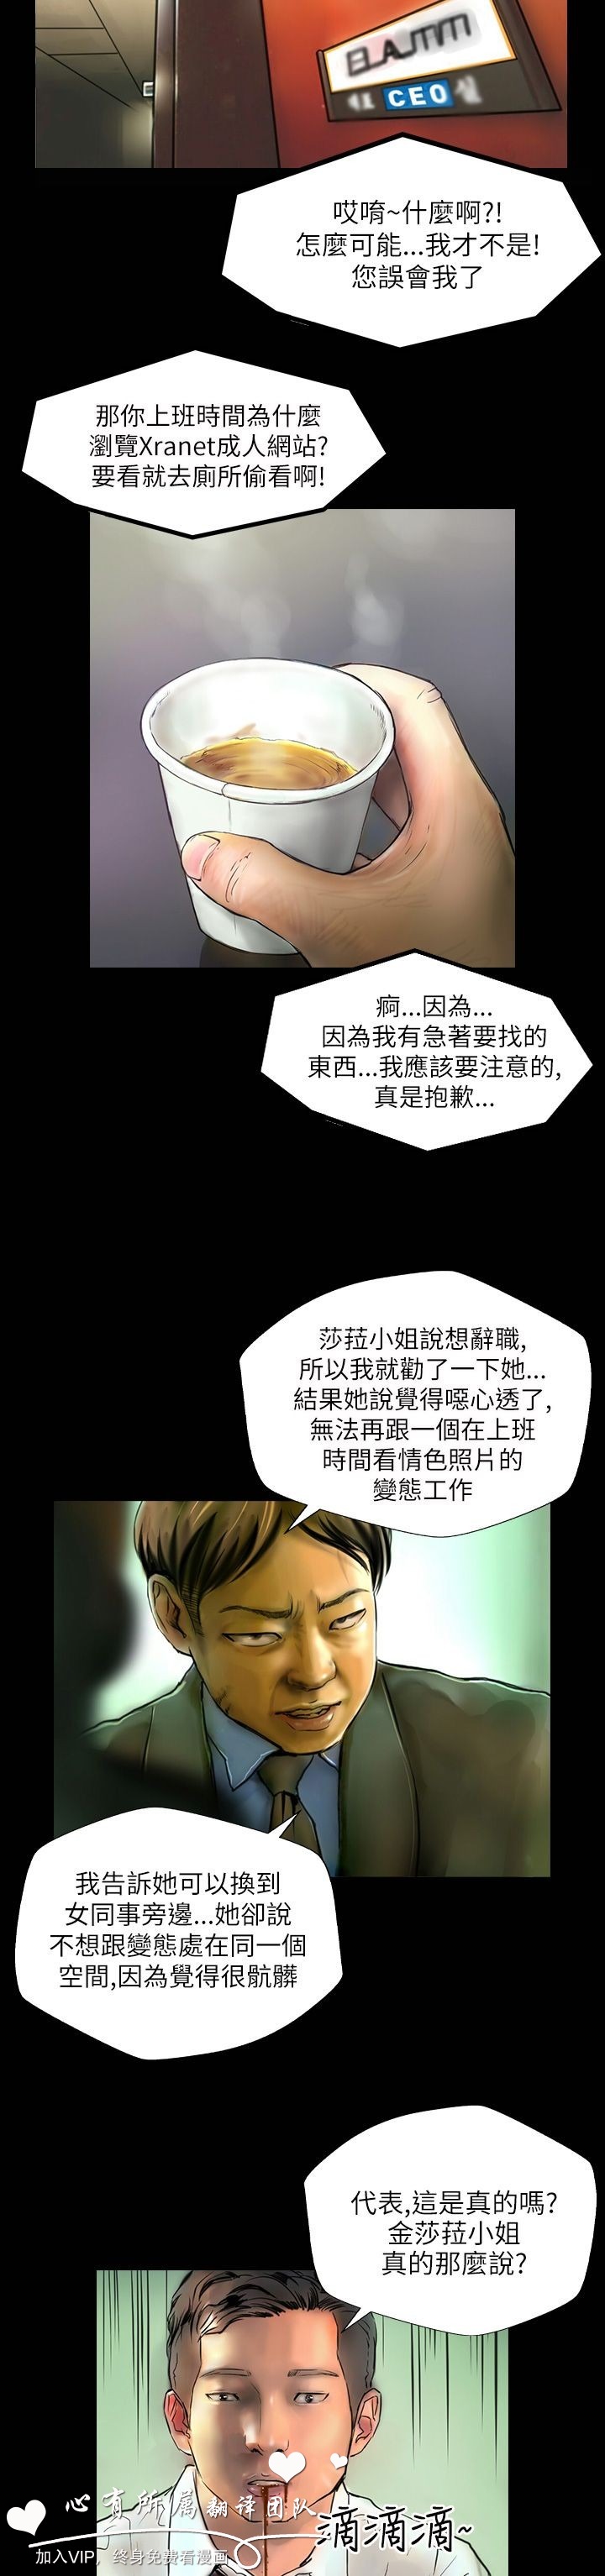 CEO
哎唷~什麼啊?!
怎麼可能...我才不是!
您誤會我了
那你上班時間為什麼
瀏覽Xranet成人網站?
要看就去廁所偷看啊!
痾...因為...
因為我有急著要找的
東西...我應該要注意的,
真是抱歉...
莎菈小姐說想辭職,
所以我就勸了一下她...
結果她說覺得噁心透了,
無法再跟一個在上班
時間看情色照片的
變態工作
我告訴她可以換到
女同事旁邊...她卻說
不想跟變態處在同一個
空間,因為覺得很骯髒
代表,這是真的嗎?
金莎菈小姐
真的那麼說?
滴滴滴~
心有所属翻译团队
加入VIP，终身免费看漫画